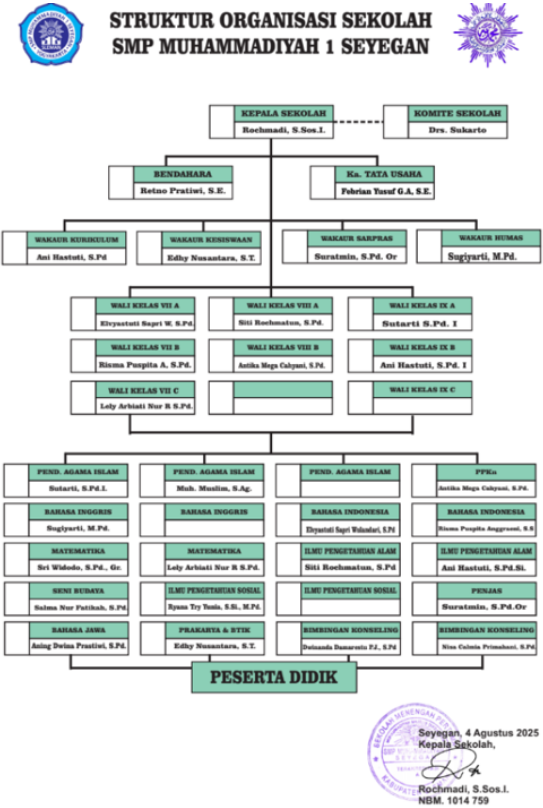 STRUKTUR ORGANISASI SEKOLAH
SMP MUHAMMADIYAH 1 SEYEGAN
KEPALA SEKOLAH
Rochmadi, S.Sos.I.
KOMITE SEKOLAH
Drs. Sukarto
BENDAHARA
Retno Pratiwi, S.E.
Ka. TATA USAHA
Febrian Yusuf G.A, S.E.
WAKAUR KURIKULUM
Ani Hastuti, S.Pd
WAKAUR KESISWAAN
Edhy Nusantara, S.T.
WAKAUR SARPRAS
Suratmin, S.Pd. Or
WAKAUR HUMAS
Sugiyarti, M.Pd.
WALI KELAS VII A
Elvyastuti Sapri W, S.Pd.
WALI KELAS VIII A
Siti Rochmatun, S.Pd.
WALI KELAS IX A
Sutarti S.Pd. I
WALI KELAS VII B
Risma Puspita A, S.Pd.
WALI KELAS VIII B
Antika Mega Cahyani, S.Pd.
WALI KELAS IX B
Ani Hastuti, S.Pd. I
WALI KELAS VII C
Lely Arbiati Nur R S.Pd.
WALI KELAS IX C
PEND. AGAMA ISLAM
Sutarti, S.Pd.I.
PEND. AGAMA ISLAM
Muh. Muslim, S.Ag.
PEND. AGAMA ISLAM
PPKn
Antika Mega Cahyani, S.Pd.
BAHASA INGGRIS
Sugiyarti, M.Pd.
BAHASA INGGRIS
BAHASA INDONESIA
Elvyastuti Sapri Wulandari, S.Pd
BAHASA INDONESIA
Risma Puspita Anggraeni, S.S
MATEMATIKA
Sri Widodo, S.Pd., Gr.
MATEMATIKA
Lely Arbiati Nur R S.Pd.
ILMU PENGETAHUAN ALAM
Siti Rochmatun, S.Pd
ILMU PENGETAHUAN ALAM
Ani Hastuti, S.Pd.Si.
SENI BUDAYA
Salma Nur Fatikah, S.Pd.
ILMU PENGETAHUAN SOSIAL
Ryana Try Yunia, S.Si., M.Pd.
ILMU PENGETAHUAN SOSIAL
PENJAS
Suratmin, S.Pd.Or
BAHASA JAWA
Aning Dwina Prastiwi, S.Pd.
PRAKARYA & BTIK
Edhy Nusantara, S.T.
BIMBINGAN KONSELING
Dwinanda P.J., S.Pd
BIMBINGAN KONSELING
Nisa Calmia Primahani, S.Pd.
PESERTA DIDIK
Seyegan, 4 Agustus 2025
Kepala Sekolah,
Rochmadi, S.Sos.I.
NBM. 1014 759